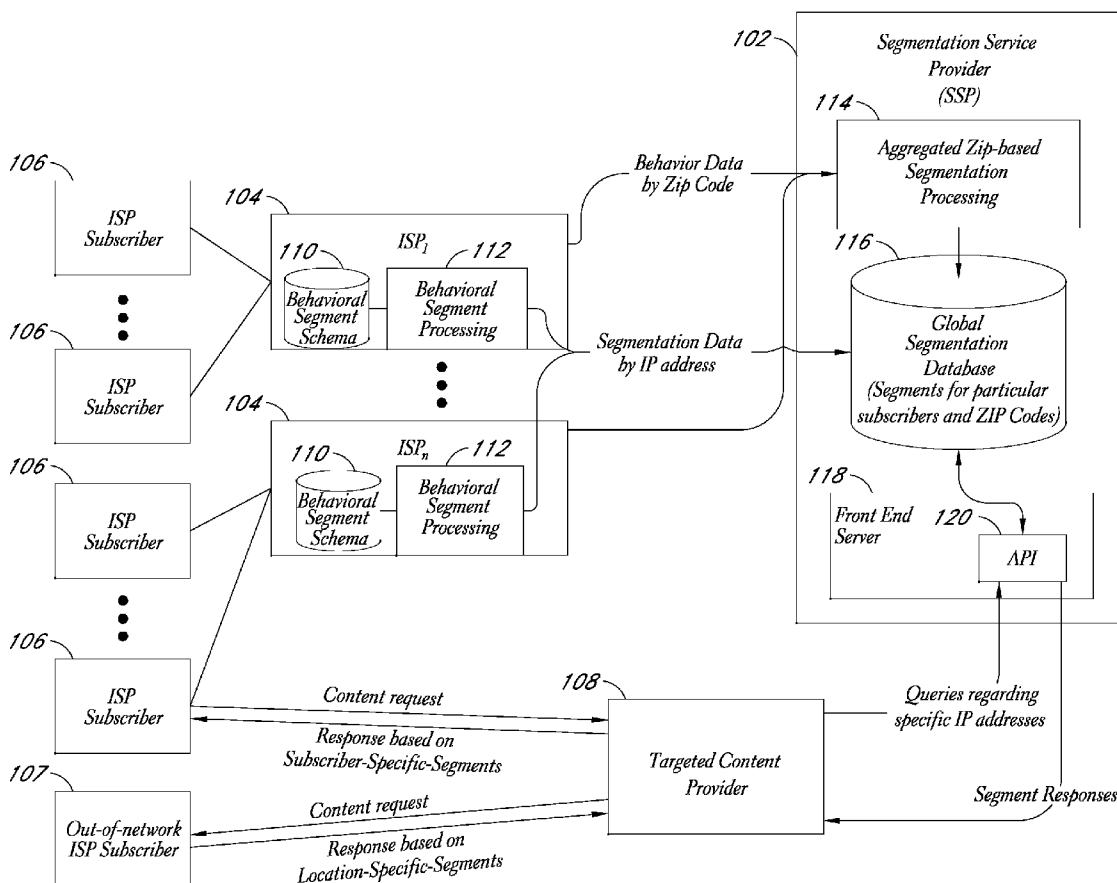 102
Segmentation Service
Provider
(SSP)
114
Aggregated Zip-based
Segmentation
Processing
116
Global
Segmentation
Database
(Segments for particular
subscribers and ZIP Codes)
118
Front End
Server
120
API
106
ISP
Subscriber
106
ISP
Subscriber
106
ISP
Subscriber
106
ISP
Subscriber
107
Out-of-network
ISP Subscriber
104
ISP1
110
Behavioral
Segment
Schema
112
Behavioral
Segment
Processing
104
ISPn
110
Behavioral
Segment
Schema
112
Behavioral
Segment
Processing
Behavior Data
by Zip Code
Segmentation Data
by IP address
Content request
Response based on
Subscriber-Specific-Segments
Content request
Response based on
Location-Specific-Segments
108
Targeted Content
Provider
Queries regarding
specific IP addresses
Segment Responses